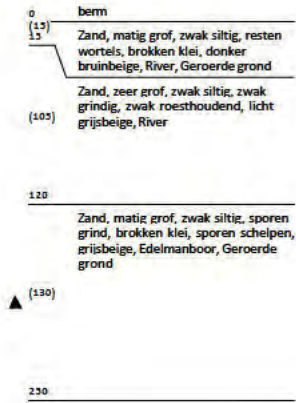 0
berm
(15)
15
Zand, matig grof, zwak siltig, resten
wortels, brokken klei, donker
bruinbeige, River, Geroerde grond
Zand, zeer grof, zwak siltig, zwak
grindig, zwak roesthoudend, licht
grijsbeige, River
(105)
120
Zand, matig grof, zwak siltig, sporen
grind, brokken klei, sporen schelpen,
grijsbeige, Edelmanboor, Geroerde
grond
(130)
250